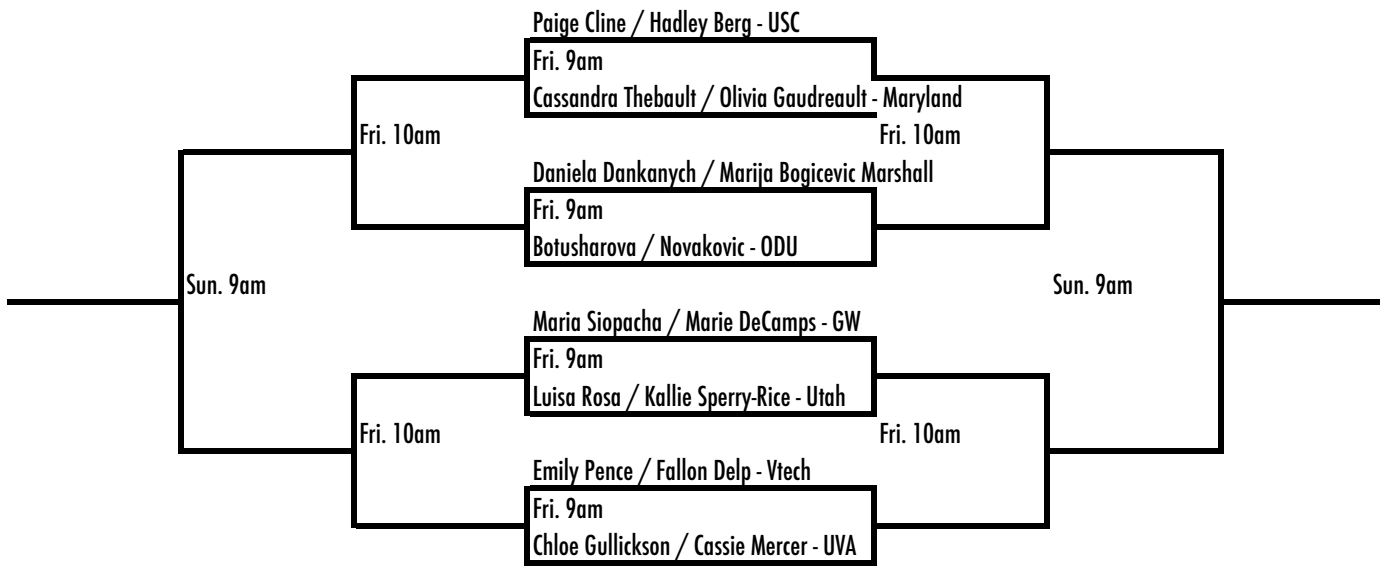 Paige Cline / Hadley Berg - USC
Fri. 9am
Cassandra Thebault / Olivia Gaudreault - Maryland
Fri. 10am
Fri. 10am
Daniela Dankanych / Marija Bogicevic Marshall
Fri. 9am
Botusharova / Novakovic - ODU
Sun. 9am
Sun. 9am
Maria Siopacha / Marie DeCamps - GW
Fri. 9am
Luisa Rosa / Kallie Sperry-Rice - Utah
Fri. 10am
Fri. 10am
Emily Pence / Fallon Delp - Vtech
Fri. 9am
Chloe Gullickson / Cassie Mercer - UVA